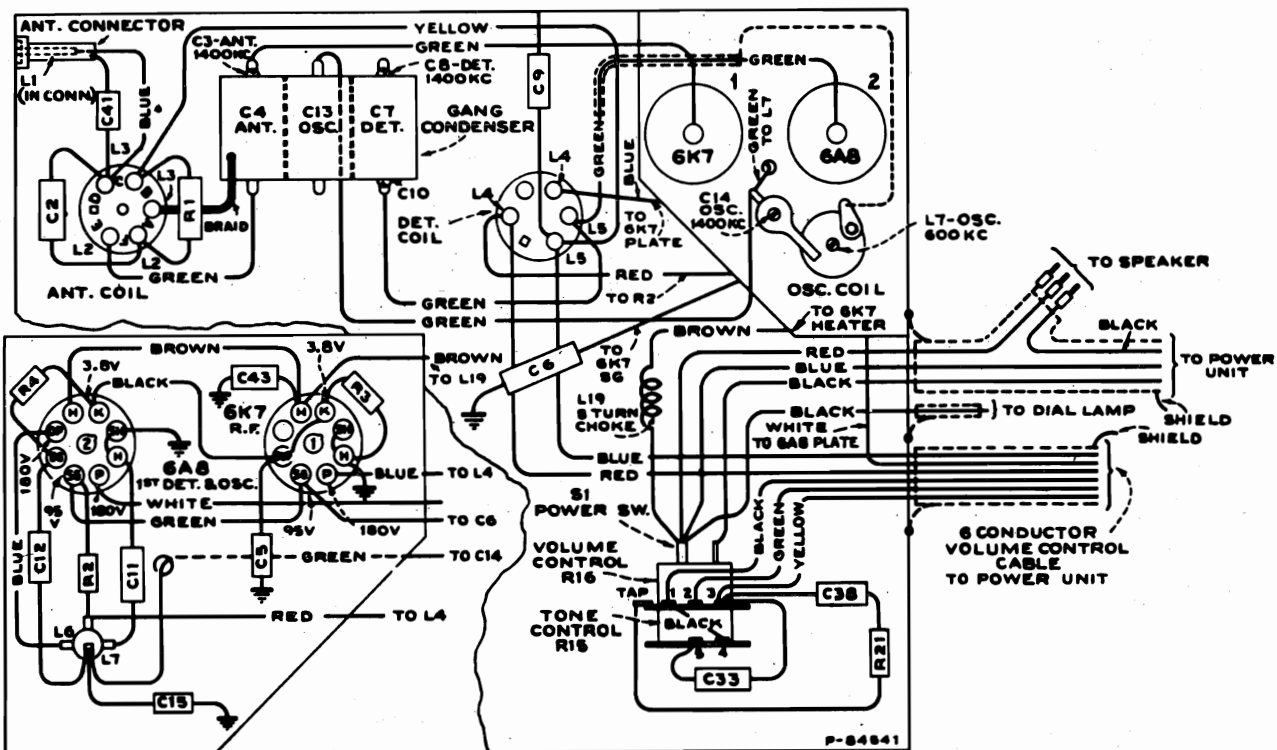 ANT. CONNECTOR
L1
(IN CONN)
C41
BLUE
C3-ANT.
1400KC
YELLOW
GREEN
C8-DET.
1400KC
C4
ANT.
C13
OSC.
C7
DET.
GANG
CONDENSER
C10
C9
GREEN
1
2
6K7
6A8
GREEN
TO L7
C14
OSC.
1400KC
L7-OSC.
600KC
OSC. COIL
L3
L3
C
B
A
D
E
F
C2
R1
BRAID
L2
L2
GREEN
ANT. COIL
DET.
COIL
L4
L4
L5
L5
GREEN
BLUE
TO
6K7
PLATE
RED
TO R2
GREEN
GREEN
TO 6K7
HEATER
BROWN
TO
6K7
SG
C6
L19
5 TURN
CHOKE
TO SPEAKER
BLACK
RED
BLUE
BLACK
TO POWER
UNIT
SHIELD
BLACK
TO DIAL LAMP
WHITE
TO 6A8 PLATE
SHIELD
BLUE
RED
BROWN
3.8V
3.8V
BROWN
TO L19
R4
BLACK
C43
6K7
R.F.
R3
H
K
H
K
2
1
H
H
SG
P
P
180V
6A8
1ST DET. & OSC.
BLUE
TO L4
WHITE
GREEN
95
V
180V
95V
180V
TO C6
BLUE
C12
R2
C11
C5
GREEN
TO C14
L6
L7
RED
TO L4
C15
S1
POWER SW.
VOLUME
CONTROL
R16
TAP
1
2
3
BLACK
GREEN
YELLOW
TONE
CONTROL
R15
BLACK
5
4
C33
C38
R21
6 CONDUCTOR
VOLUME CONTROL
CABLE
TO POWER UNIT
P-84641